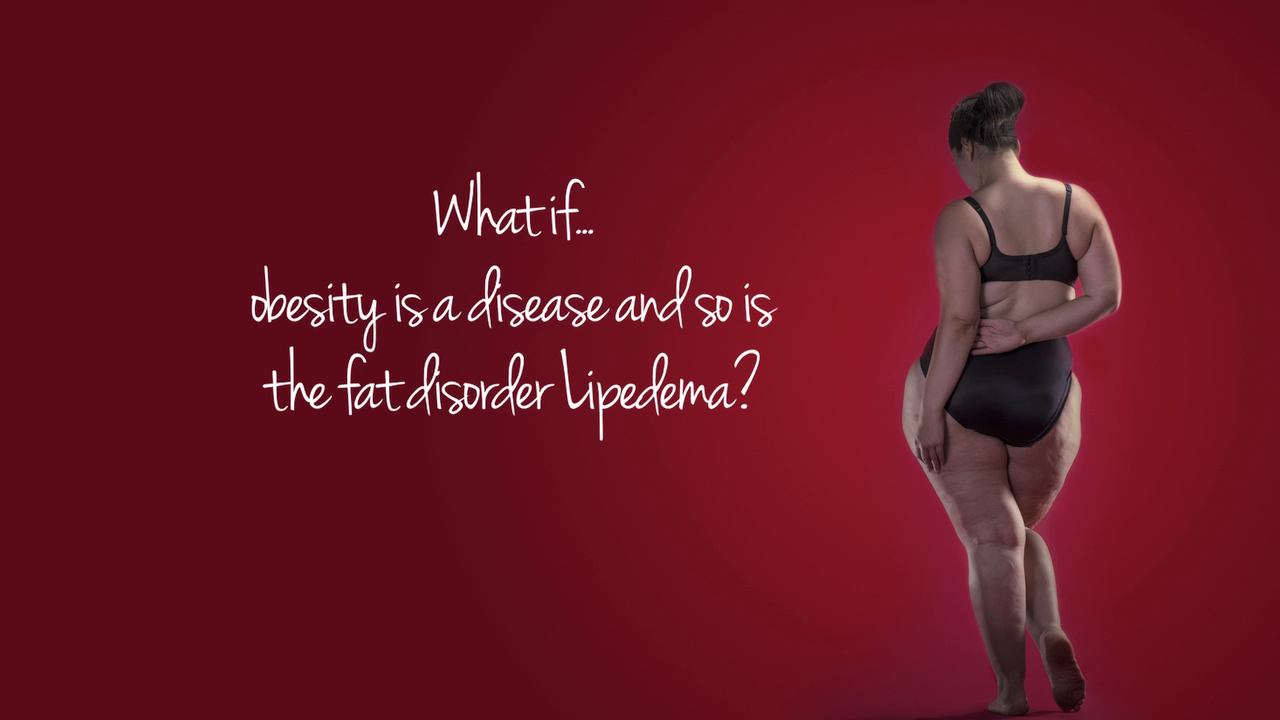 What if...
obesity is a disease and so is
the fat disorder Lipedema?